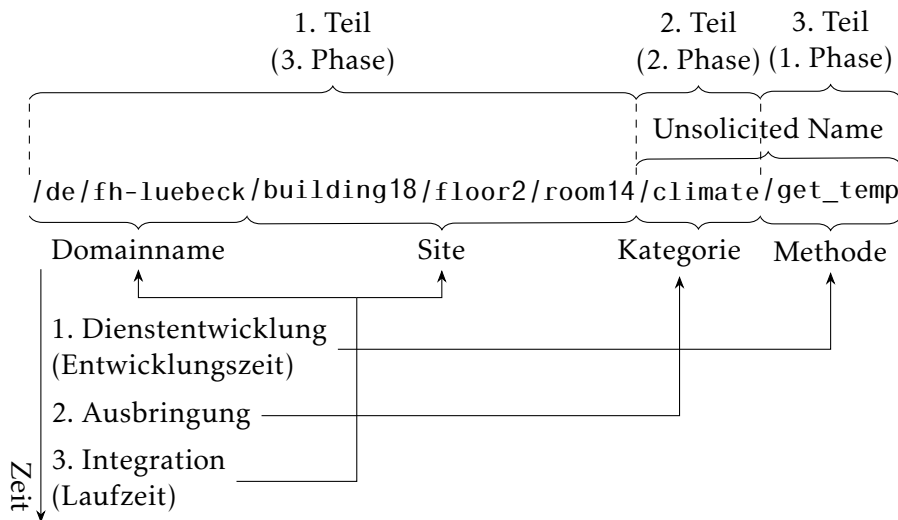 1. Teil
(3. Phase)
2. Teil
(2. Phase)
3. Teil
(1. Phase)
Unsolicited Name
/de/fh-luebeck/building18/floor2/room14/climate/get_temp
Domainname
Site
Kategorie
Methode
1. Dienstentwicklung
(Entwicklungszeit)
2. Ausbringung
3. Integration
(Laufzeit)
Zeit